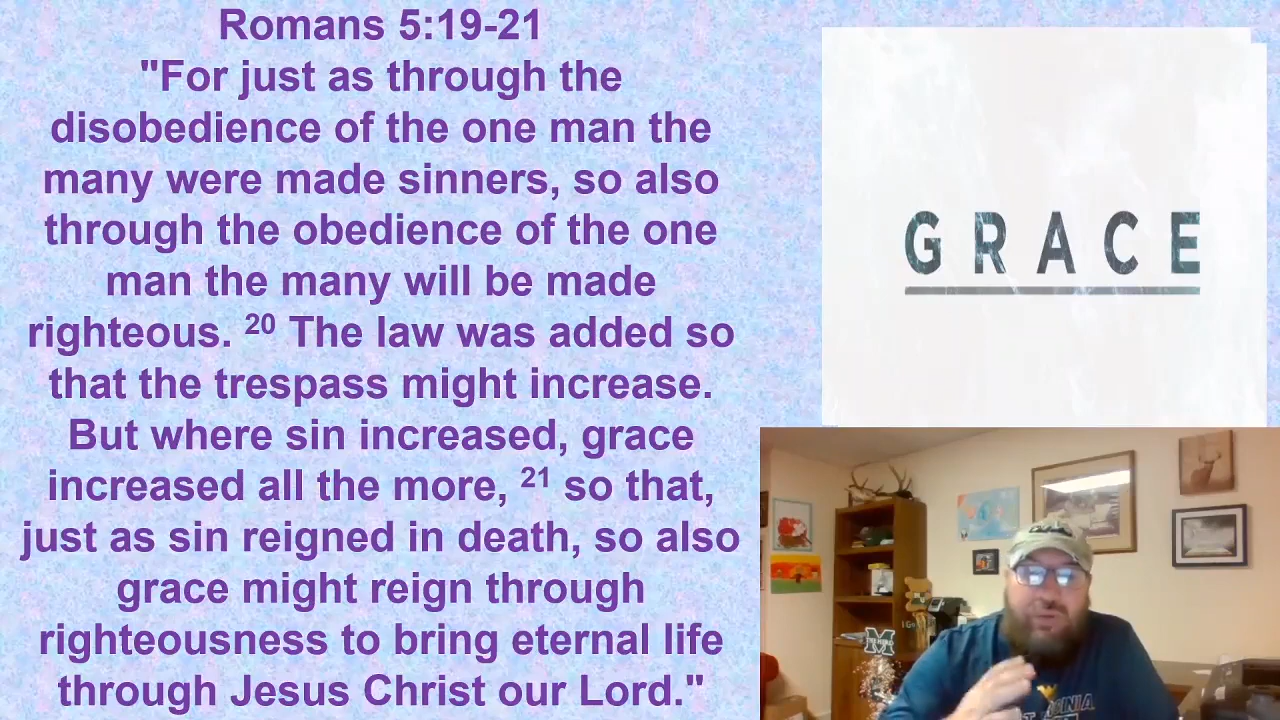 Romans 5:19-21
"For just as through the
disobedience of the one man the
many were made sinners, so also
through the obedience of the one
man the many will be made
righteous. 20 The law was added so
that the trespass might increase.
But where sin increased, grace
increased all the more, 21 so that,
just as sin reigned in death, so also
grace might reign through
righteousness to bring eternal life
through Jesus Christ our Lord."
GRACE
M